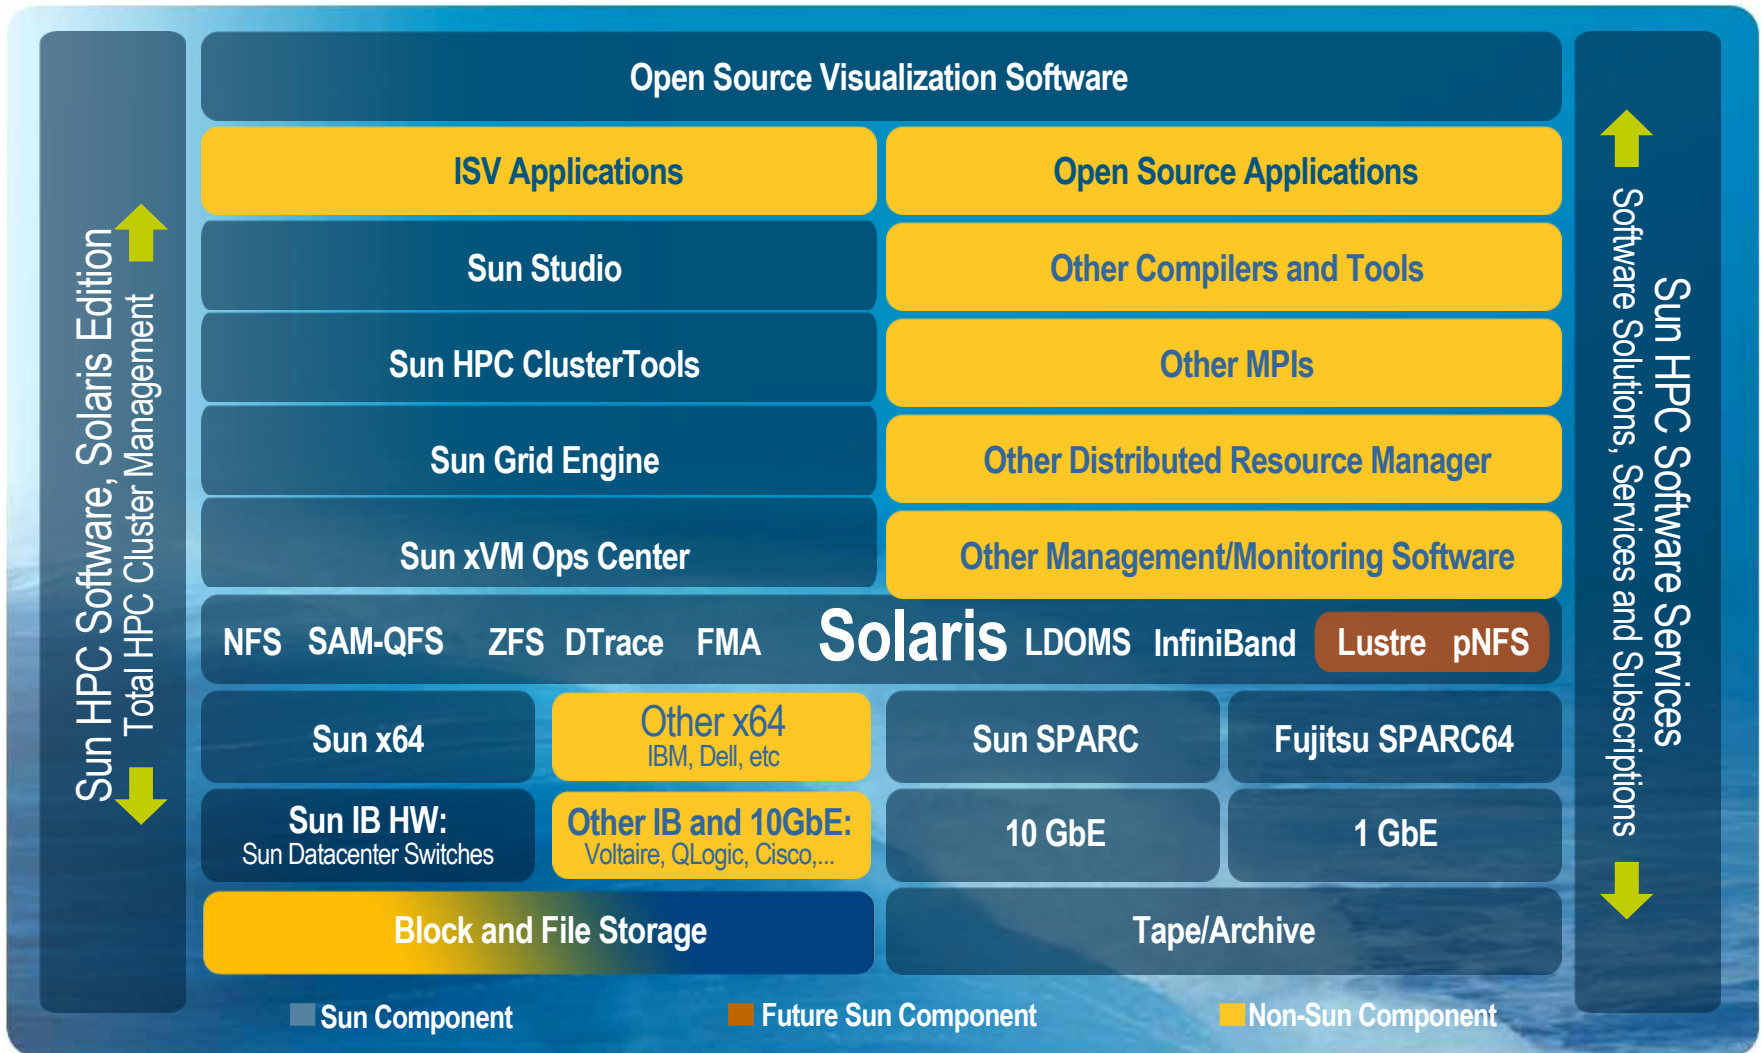 Sun HPC Software, Solaris Edition
Total HPC Cluster Management
Open Source Visualization Software
ISV Applications
Open Source Applications
Sun Studio
Other Compilers and Tools
Sun HPC ClusterTools
Other MPIs
Sun Grid Engine
Other Distributed Resource Manager
Sun xVM Ops Center
Other Management/Monitoring Software
NFS SAM-QFS ZFS DTrace FMA Solaris LDOMS InfiniBand Lustre pNFS
Sun x64
Other x64
IBM, Dell, etc
Sun SPARC
Fujitsu SPARC64
Sun IB HW:
Sun Datacenter Switches
Other IB and 10GbE:
Voltaire, QLogic, Cisco,...
10 GbE
1 GbE
Block and File Storage
Tape/Archive
Sun HPC Software Services
Software Solutions, Services and Subscriptions
Sun Component
Future Sun Component
Non-Sun Component